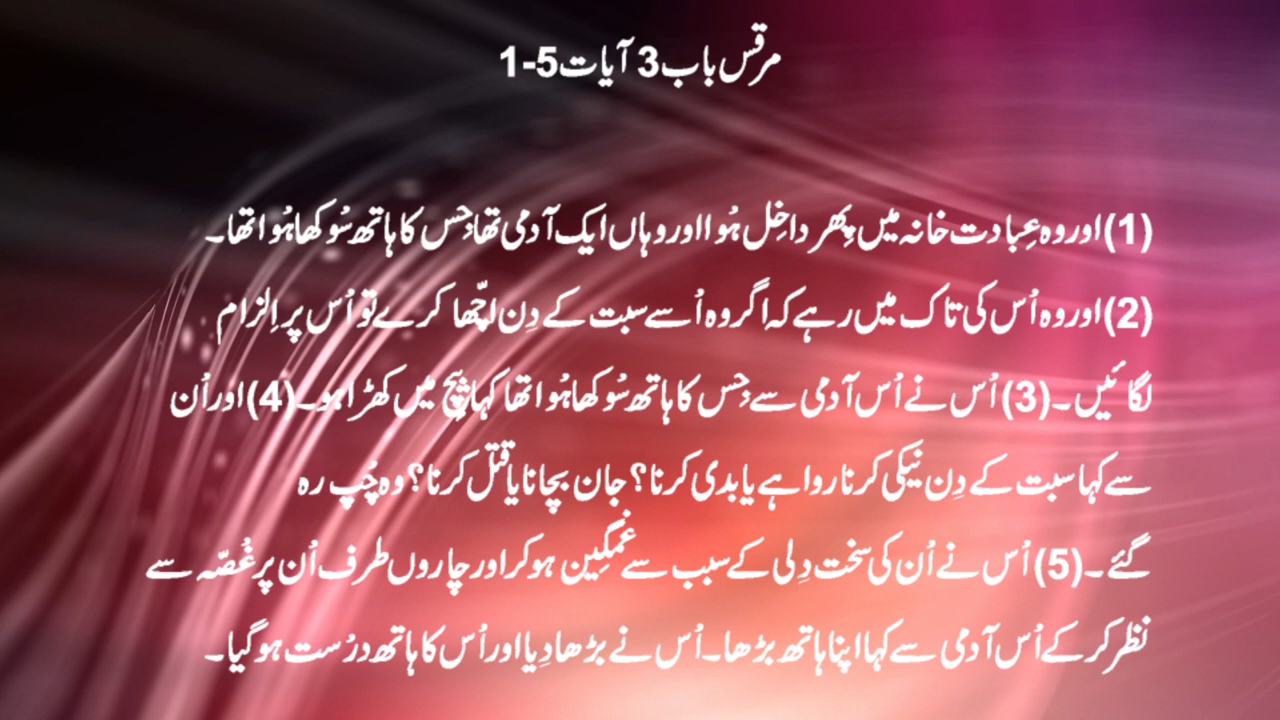 مرقس باب 3 آیات 5-1
(1) اور وہ عِبادت خانہ میں پِھر داخِل ہُوا اور وہاں ایک آدمی تھا جِس کا ہاتھ سُوکھا ہُوا تھا۔
(2) اور وہ اُس کی تاک میں رہے کہ اگر وہ اُسے سبت کے دِن اچّھا کرے تو اُس پر اِلزام
لگائیں۔ (3) اُس نے اُس آدمی سے جِس کا ہاتھ سُوکھا ہُوا تھا کہا بِیچ میں کھڑا ہو۔ (4) اور اُن
سے کہا سبت کے دِن نیکی کرنا روا ہے یا بدی کرنا؟ جان بچانا یا قتل کرنا؟ وہ چُپ رہ
گئے۔ (5) اُس نے اُن کی سخت دِلی کے سبب سے غمگِین ہو کر اور چاروں طرف اُن پر غُصّہ سے
نظر کر کے اُس آدمی سے کہا اپنا ہاتھ بڑھا۔ اُس نے بڑھا دِیا اور اُس کا ہاتھ درُست ہو گیا۔